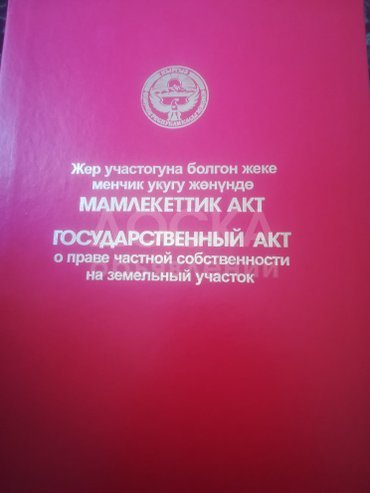 Жер участогуна болгон жеке
менчик укугу жөнүндө
МАМЛЕКЕТТИК АКТ
ГОСУДАРСТВЕННЫЙ АКТ
о праве частной собственности
на земельный участок